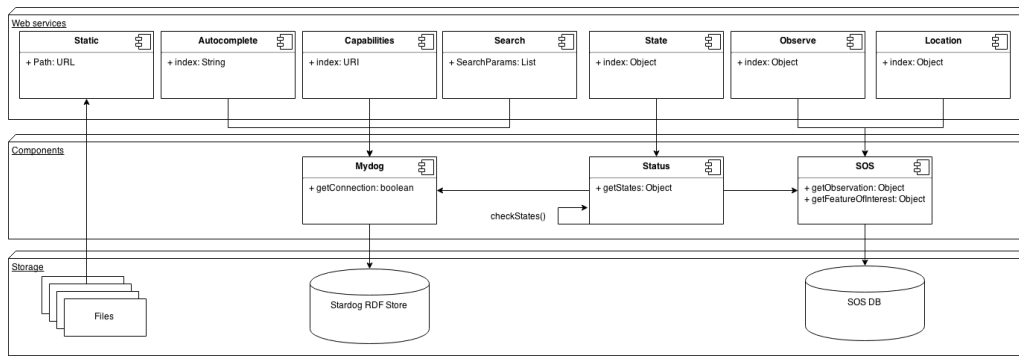 Web services
Static
+ Path: URL
Autocomplete
+ index: String
Capabilities
+ index: URI
Search
+ SearchParams: List
State
+ index: Object
Observe
+ index: Object
Location
+ index: Object
Components
Mydog
+ getConnection: boolean
Status
+ getStates: Object
checkStates()
SOS
+ getObservation: Object
+ getFeatureOfInterest: Object
Storage
Files
Stardog RDF Store
SOS DB